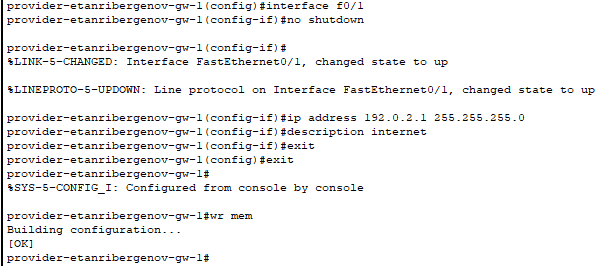 provider-etanribergenov-gw-1(config)#interface f0/1
provider-etanribergenov-gw-1(config-if)#no shutdown
provider-etanribergenov-gw-1(config-if)#
%LINK-5-CHANGED: Interface FastEthernet0/1, changed state to up
%LINEPROTO-5-UPDOWN: Line protocol on Interface FastEthernet0/1, changed state to up
provider-etanribergenov-gw-1(config-if)#ip address 192.0.2.1 255.255.255.0
provider-etanribergenov-gw-1(config-if)#description internet
provider-etanribergenov-gw-1(config-if)#exit
provider-etanribergenov-gw-1(config)#exit
provider-etanribergenov-gw-1#
%SYS-5-CONFIG_I: Configured from console by console
provider-etanribergenov-gw-1#wr mem
Building configuration...
[OK]
provider-etanribergenov-gw-1#